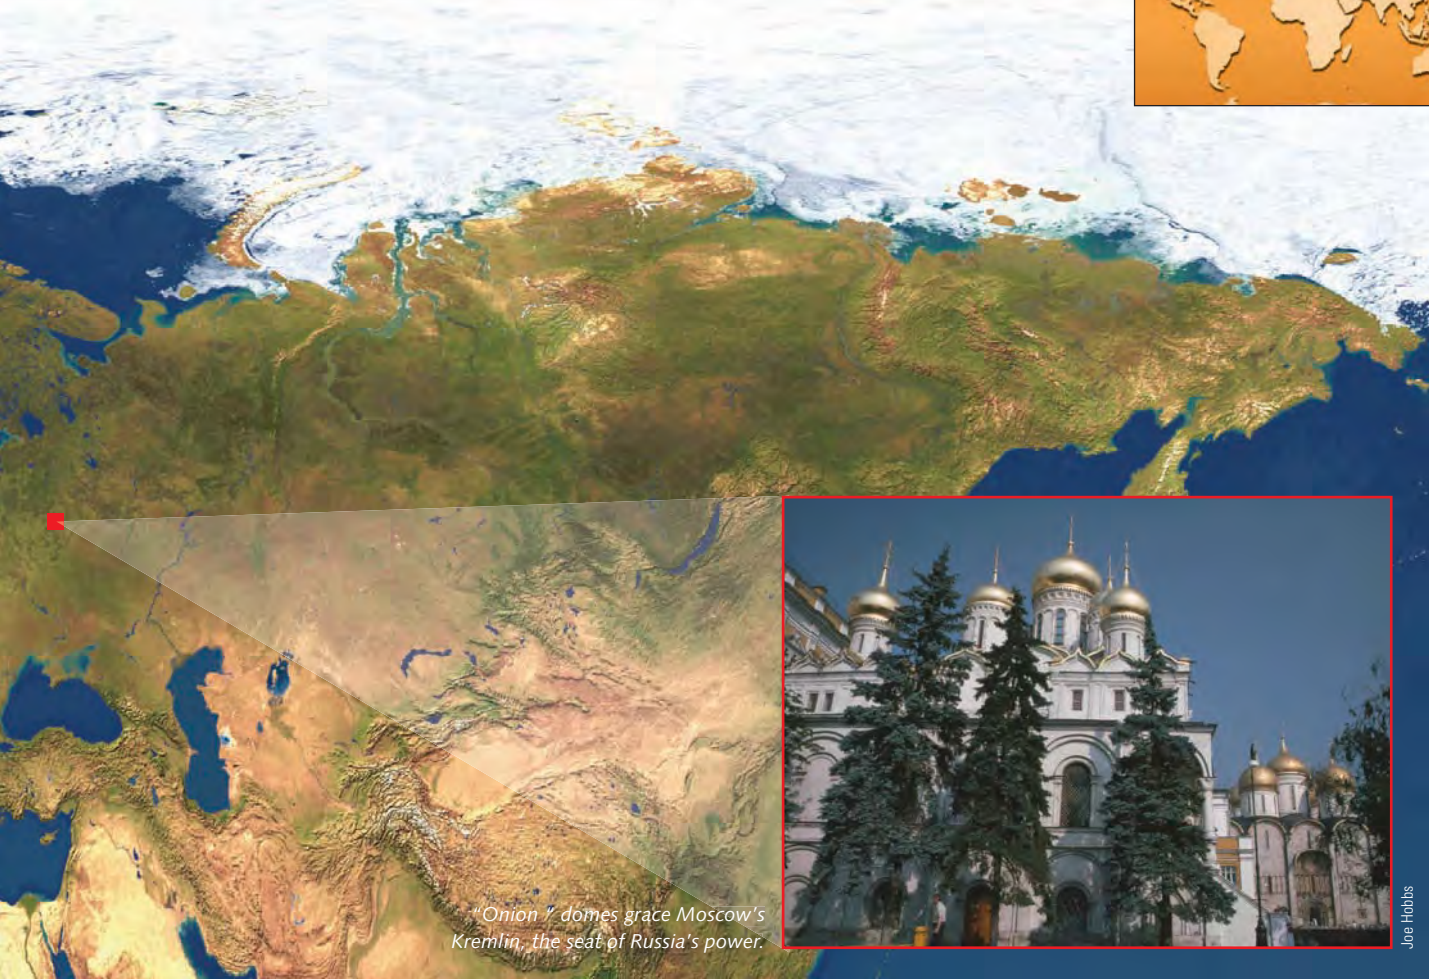 "Onion " domes grace Moscow's
Kremlin, the seat of Russia's power.
Joe Hobbs